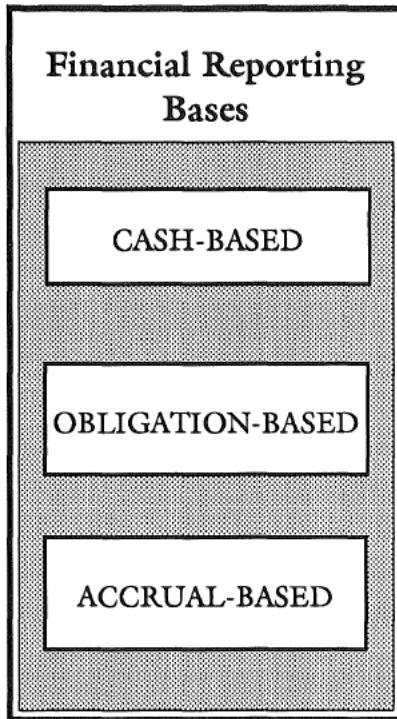 Financial Reporting
Bases
CASH-BASED
OBLIGATION-BASED
ACCRUAL-BASED